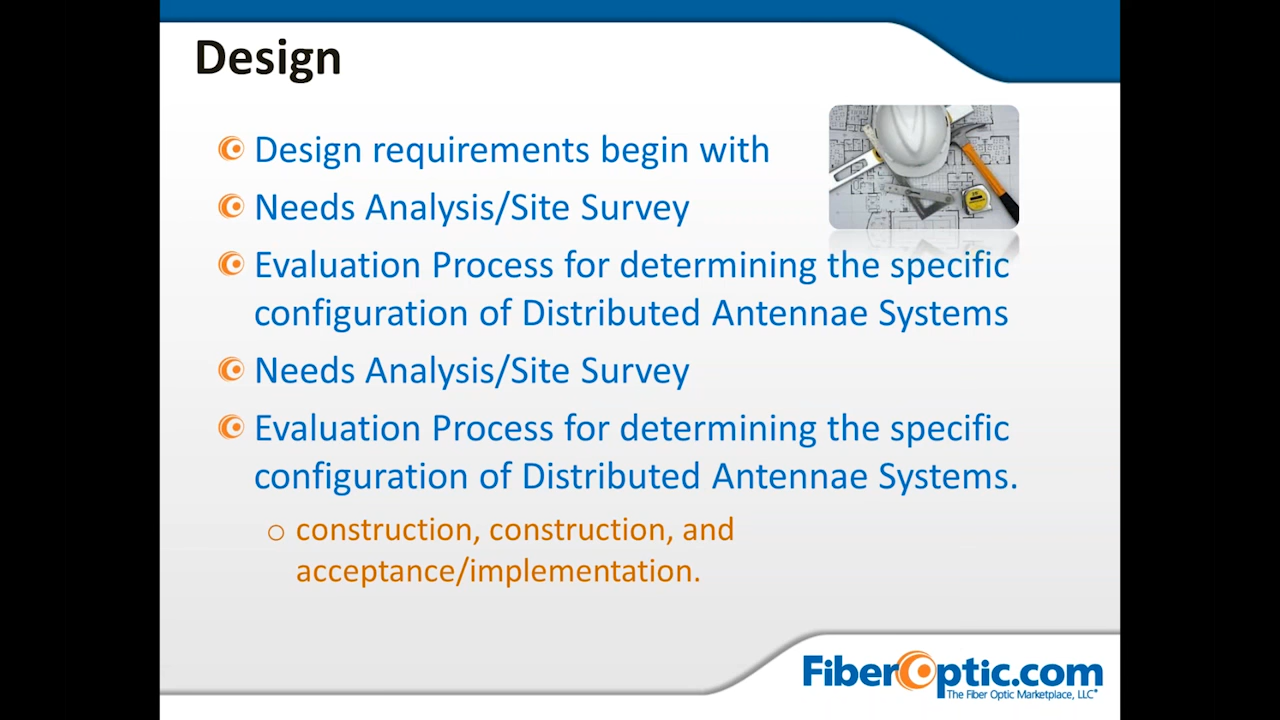 Design
Design requirements begin with
Needs Analysis/Site Survey
Evaluation Process for determining the specific
configuration of Distributed Antennae Systems
Needs Analysis/Site Survey
Evaluation Process for determining the specific
configuration of Distributed Antennae Systems.
construction, construction, and
acceptance/implementation.
FiberOptic.com
The Fiber Optic Marketplace, LLC®